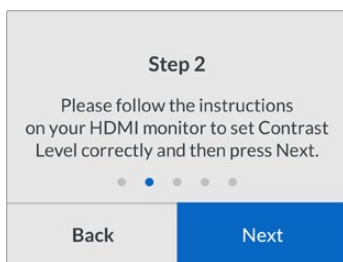 Step 2
Please follow the instructions
on your HDMI monitor to set Contrast
Level correctly and then press Next.
Back
Next